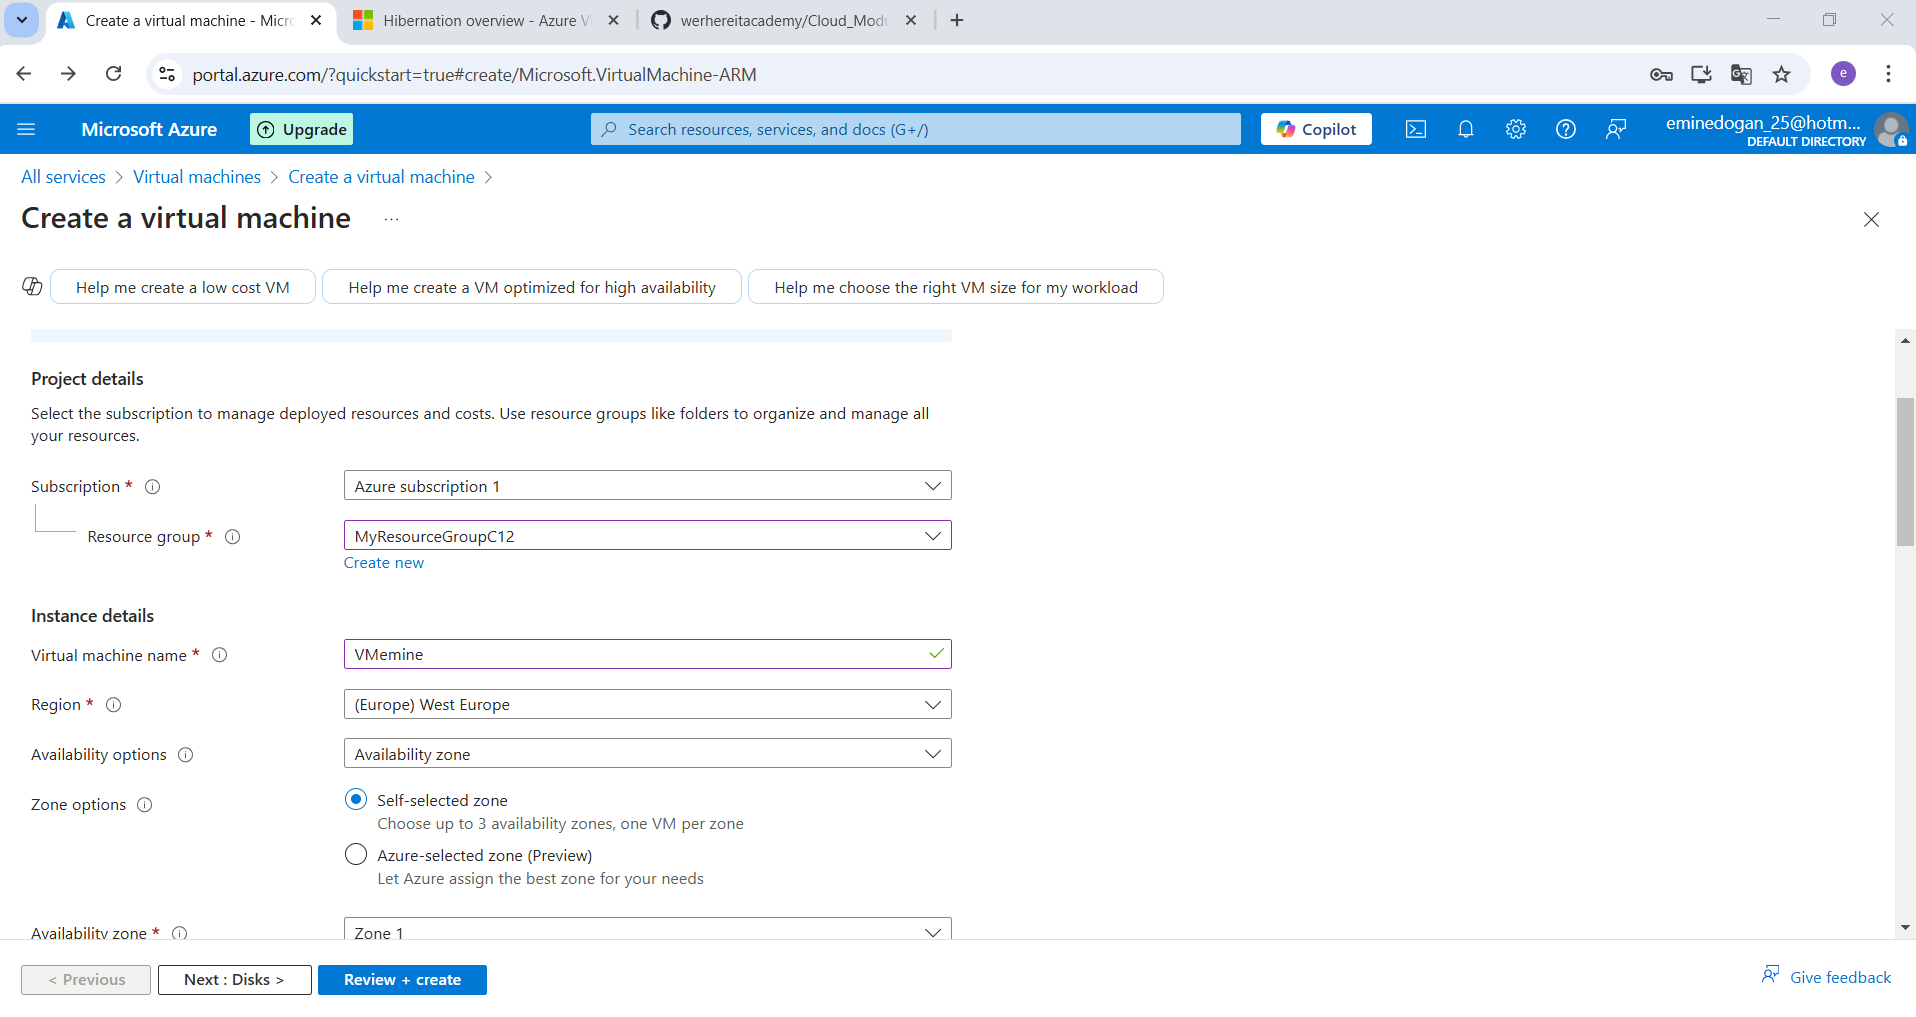 Create a virtual machine - Micr
Hibernation overview - Azure V
werhereitacademy/Cloud_Modu
portal.azure.com/?quickstart=true#create/Microsoft.VirtualMachine-ARM
e
Microsoft Azure
Upgrade
Search resources, services, and docs (G+/)
Copilot
eminedogan_25@hotm...
DEFAULT DIRECTORY
All services > Virtual machines > Create a virtual machine >
Create a virtual machine ...
Help me create a low cost VM
Help me create a VM optimized for high availability
Help me choose the right VM size for my workload
Project details
Select the subscription to manage deployed resources and costs. Use resource groups like folders to organize and manage all
your resources.
Subscription *
Azure subscription 1
Resource group *
MyResourceGroupC12
Create new
Instance details
Virtual machine name *
VMemine
Region *
(Europe) West Europe
Availability options
Availability zone
Zone options
Self-selected zone
Choose up to 3 availability zones, one VM per zone
Azure-selected zone (Preview)
Let Azure assign the best zone for your needs
Availability zone *
Zone 1
< Previous
Next : Disks >
Review + create
Give feedback